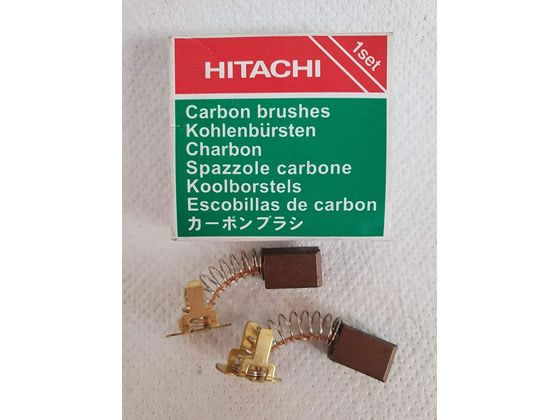 HITACHI
1set
Carbon brushes
Kohlenbürsten
Charbon
Spazzole carbone
Koolborstels
Escobillas de carbon
カーボンブラシ